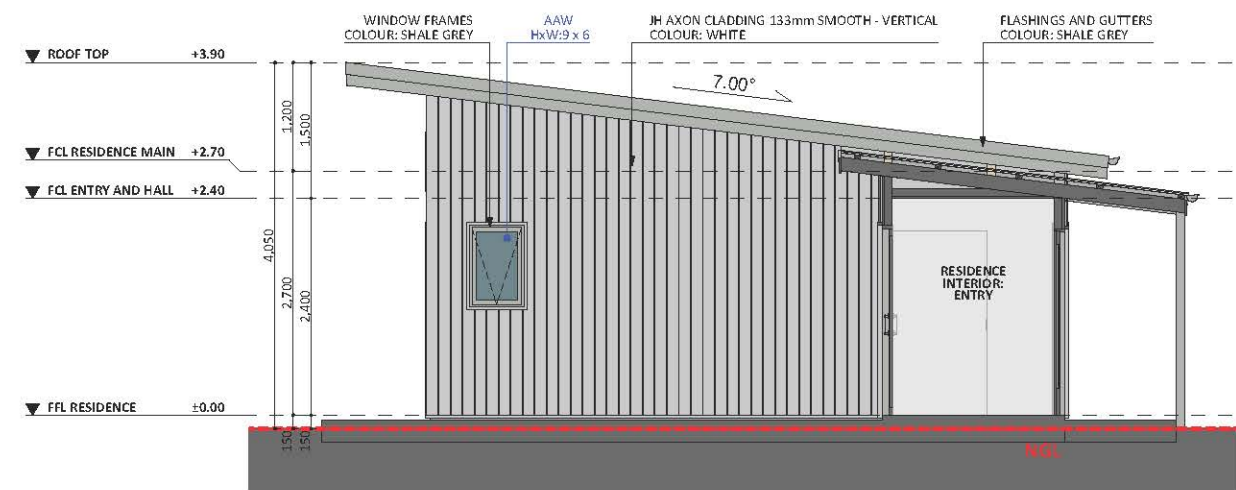 WINDOW FRAMES
COLOUR: SHALE GREY
AAW
HxW:9 x 6
JH AXON CLADDING 133mm SMOOTH - VERTICAL
COLOUR: WHITE
FLASHINGS AND GUTTERS
COLOUR: SHALE GREY
ROOF TOP +3.90
7.00°
1,200
1,500
FCL RESIDENCE MAIN +2.70
FCL ENTRY AND HALL +2.40
4,050
2,700
2,400
RESIDENCE
INTERIOR:
ENTRY
FFL RESIDENCE ±0.00
150
150
NGL